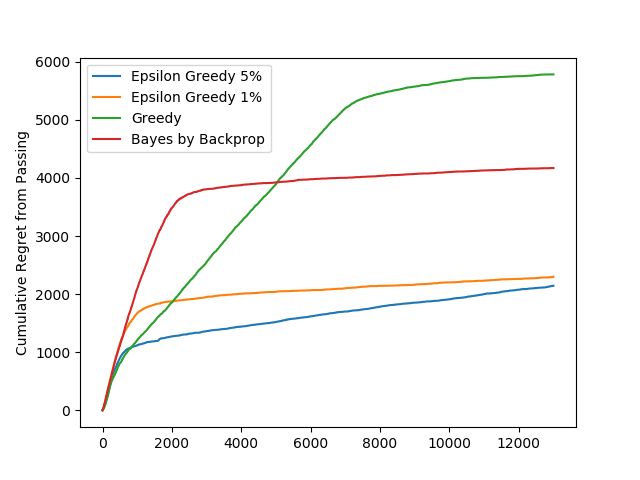 6000
5000
4000
3000
2000
1000
0
Cumulative Regret from Passing
Epsilon Greedy 5%
Epsilon Greedy 1%
Greedy
Bayes by Backprop
0 2000 4000 6000 8000 10000 12000